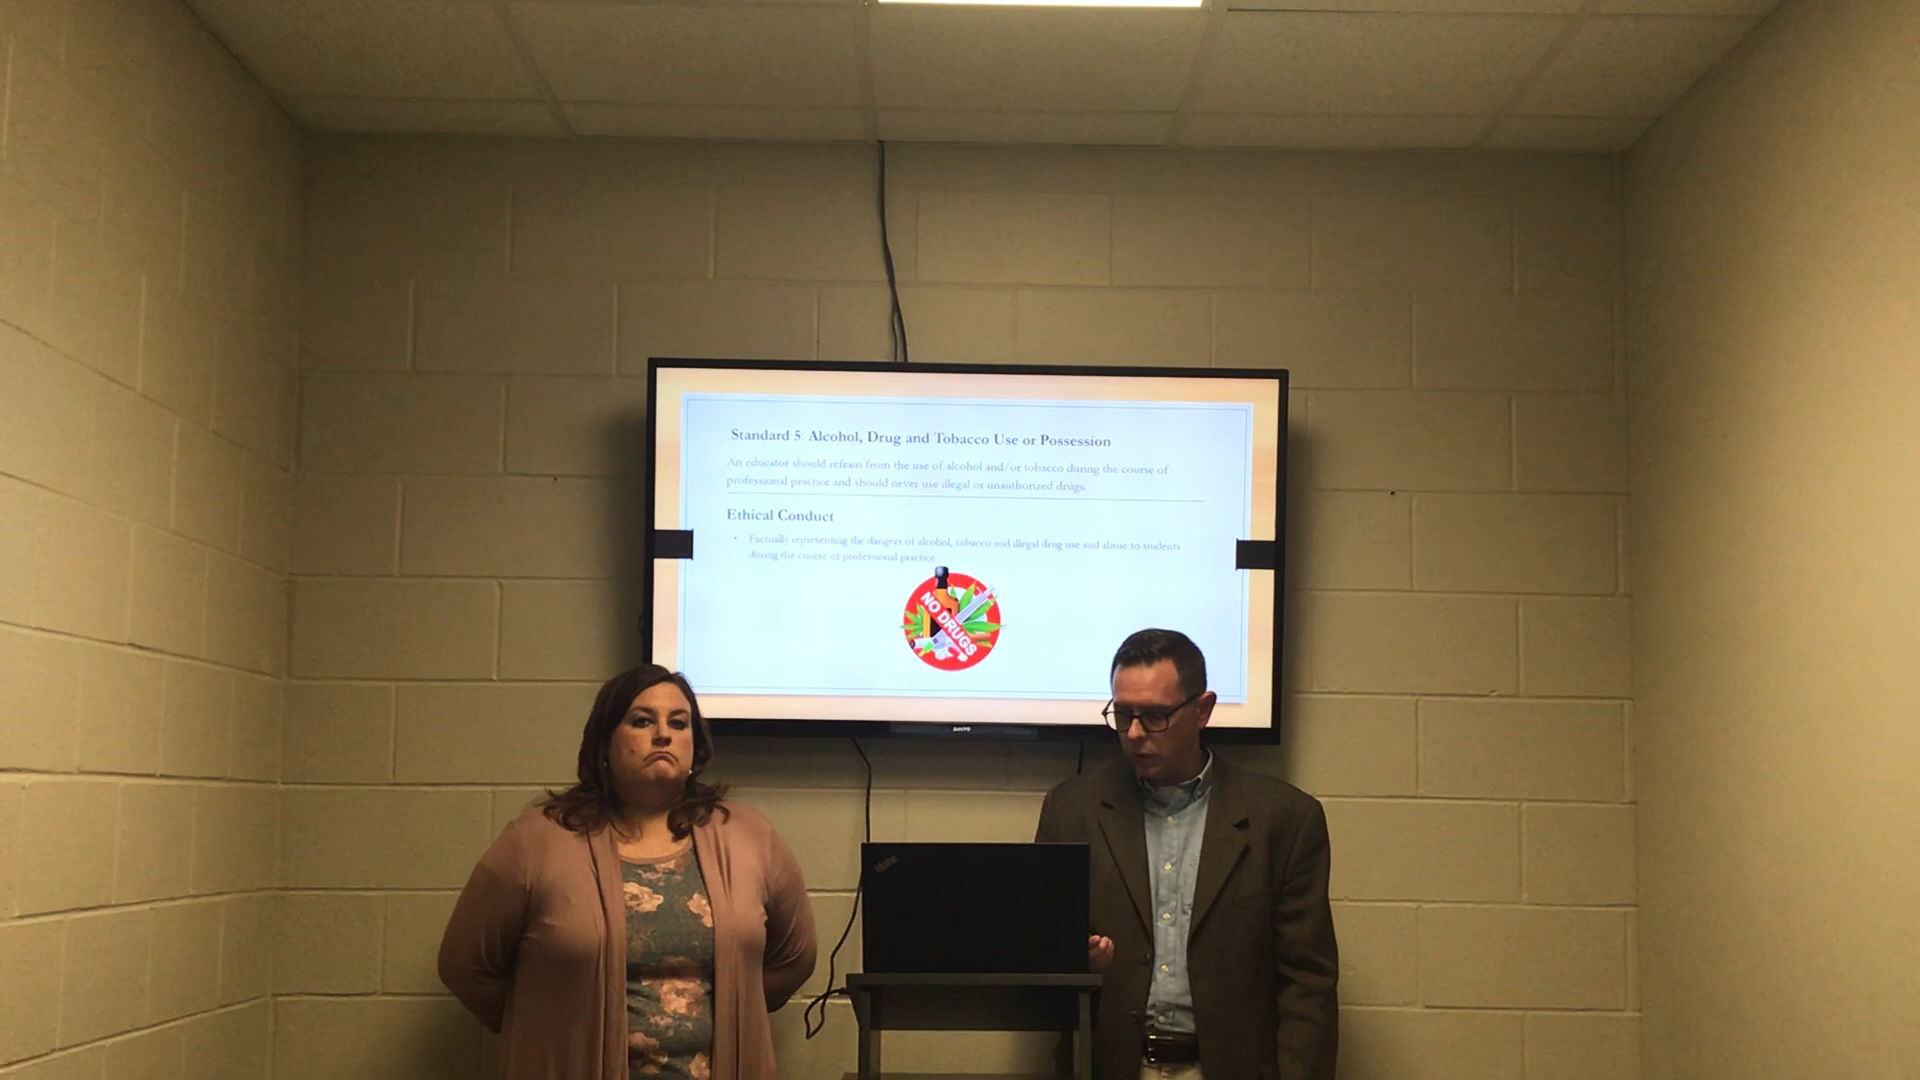 Standard 5 Alcohol, Drug and Tobacco Use or Possession
An educator should refrain from the use of alcohol and/or tobacco during the course of
professional practice and should never use illegal or unauthorized drugs.
Ethical Conduct
• Factually representing the dangers of alcohol, tobacco and illegal drug use and abuse to students
during the course of professional practice
NO DRUGS
SANYO
ThinkPad